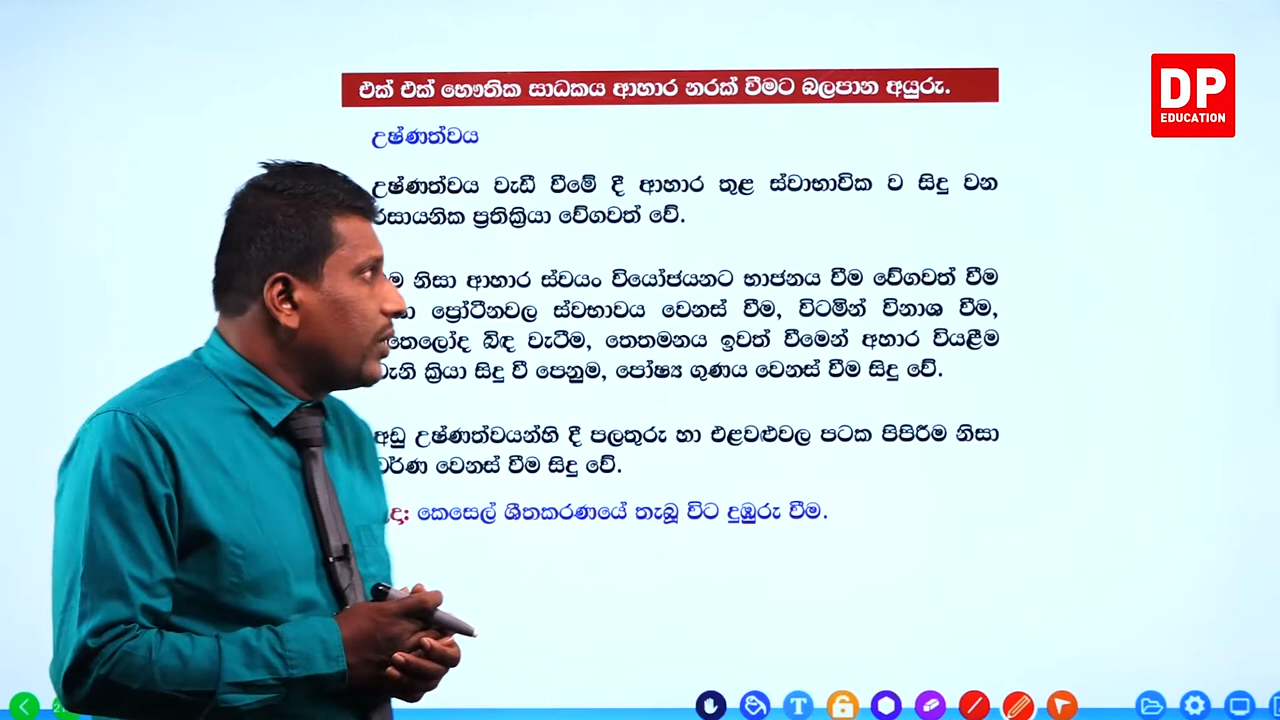 එක් එක් භෞතික සාධකය ආහාර නරක් වීමට බලපාන අයුරු.
DP
EDUCATION
උෂ්ණත්වය
උෂ්ණත්වය වැඩි වීමේ දී ආහාර තුළ ස්වාභාවික ව සිදු වන
රසායනික ප්‍රතික්‍රියා වේගවත් වේ.
නිසා ආහාර ස්වයං වියෝජයනට භාජනය වීම වේගවත් වීම
ප්‍රෝටීනවල ස්වභාවය වෙනස් වීම, විටමින් විනාශ වීම,
තෙලෝද බිඳ වැටීම, තෙතමනය ඉවත් වීමෙන් අහාර වියළීම
වැනි ක්‍රියා සිදු වී පෙනුම, පෝෂ්‍ය ගුණය වෙනස් වීම සිදු වේ.
අඩු උෂ්ණත්වයන්හි දී පලතුරු හා එළවළුවල පටක පිපිරීම නිසා
වර්ණ වෙනස් වීම සිදු වේ.
කෙසෙල් ශීතකරණයේ තැබූ විට දුඹුරු වීම.